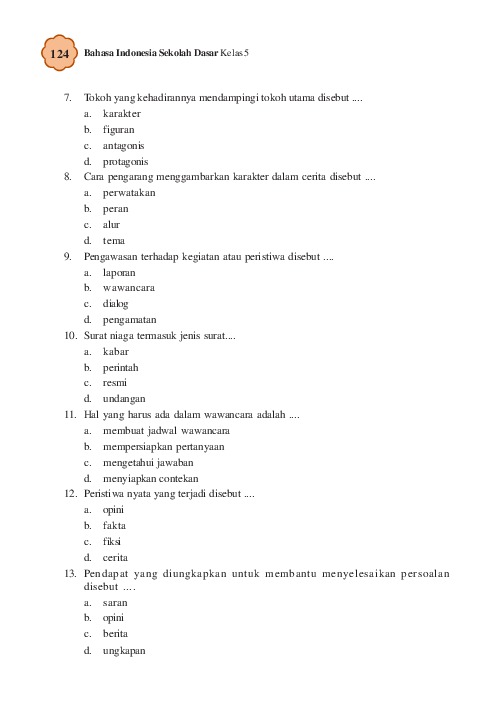 124 Bahasa Indonesia Sekolah Dasar Kelas 5
7. Tokoh yang kehadirannya mendampingi tokoh utama disebut ....
a. karakter
b. figuran
c. antagonis
d. protagonis
8. Cara pengarang menggambarkan karakter dalam cerita disebut ....
a. perwatakan
b. peran
c. alur
d. tema
9. Pengawasan terhadap kegiatan atau peristiwa disebut ....
a. laporan
b. wawancara
c. dialog
d. pengamatan
10. Surat niaga termasuk jenis surat....
a. kabar
b. perintah
c. resmi
d. undangan
11. Hal yang harus ada dalam wawancara adalah ....
a. membuat jadwal wawancara
b. mempersiapkan pertanyaan
c. mengetahui jawaban
d. menyiapkan contekan
12. Peristiwa nyata yang terjadi disebut ....
a. opini
b. fakta
c. fiksi
d. cerita
13. Pendapat yang diungkapkan untuk membantu menyelesaikan persoalan
disebut ....
a. saran
b. opini
c. berita
d. ungkapan